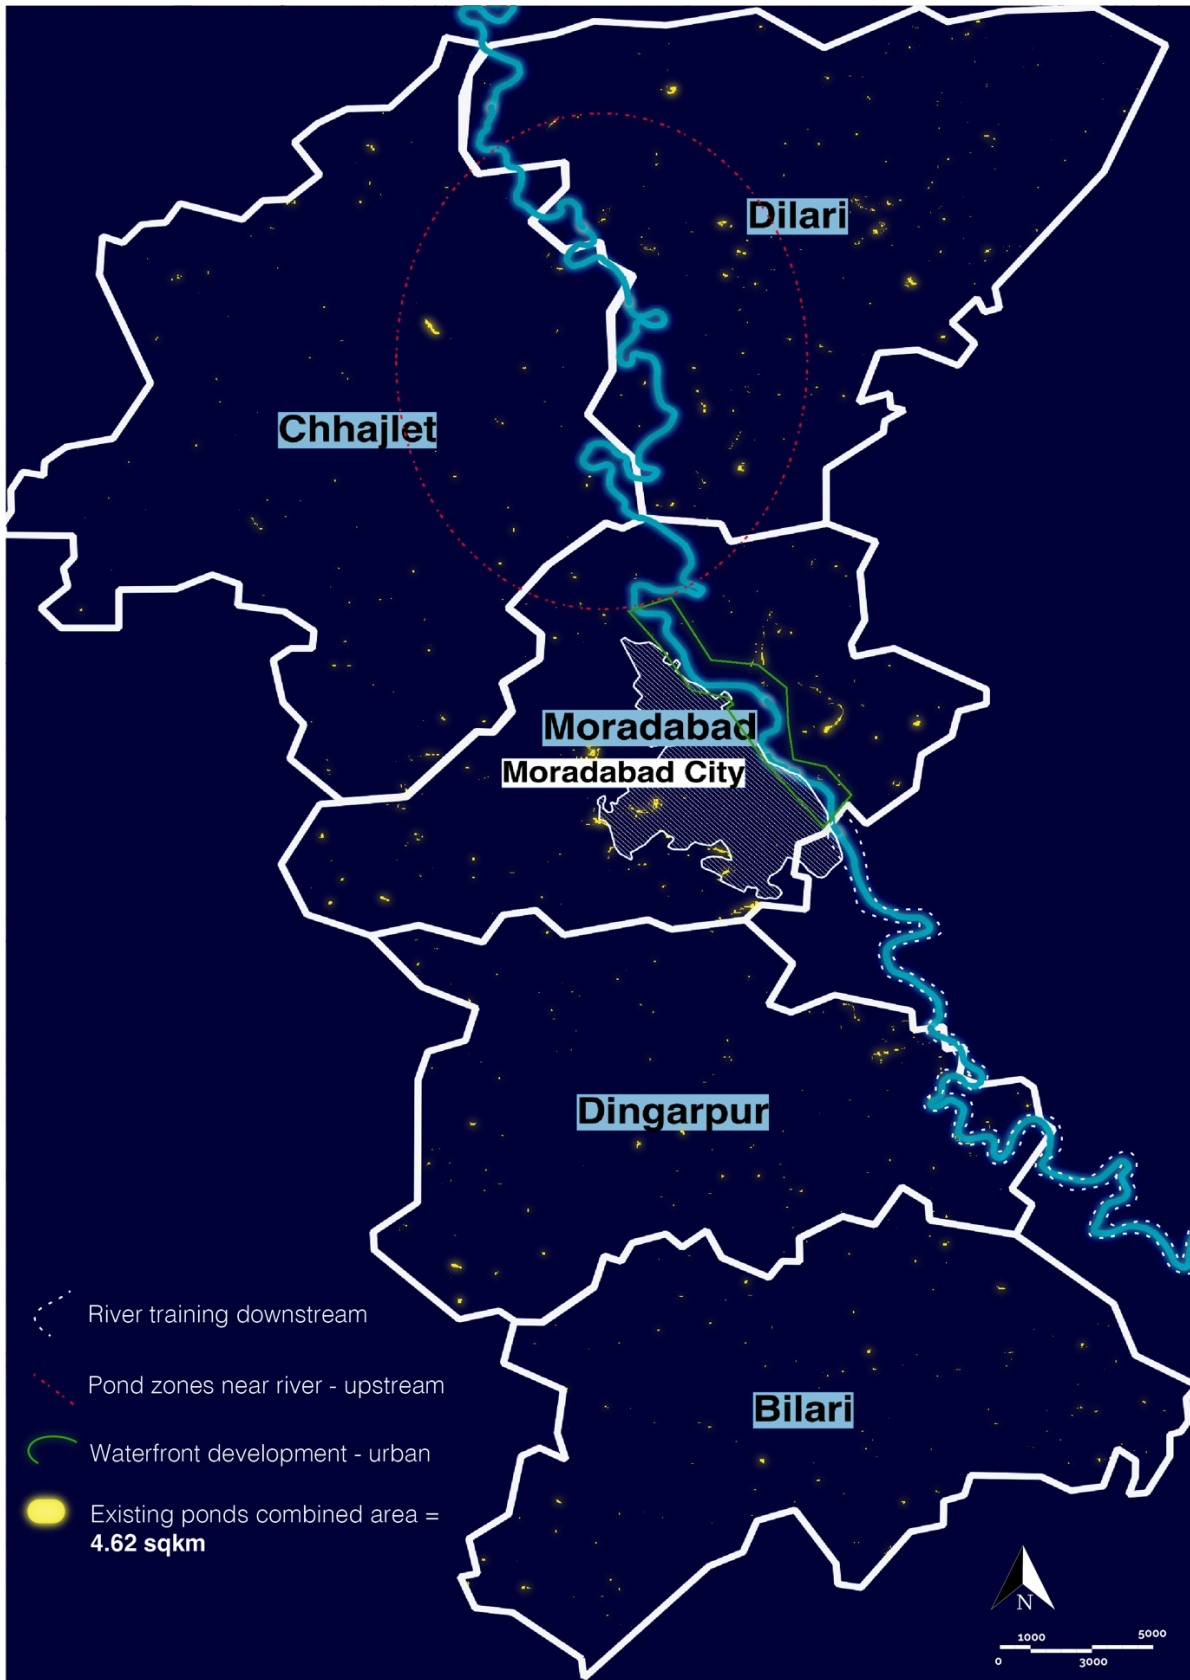 Dilari
Chhajlet
Moradabad
Moradabad City
Dingarpur
Bilari
River training downstream
Pond zones near river - upstream
Waterfront development - urban
Existing ponds combined area =
4.62 sqkm
N
1000 5000
0 3000